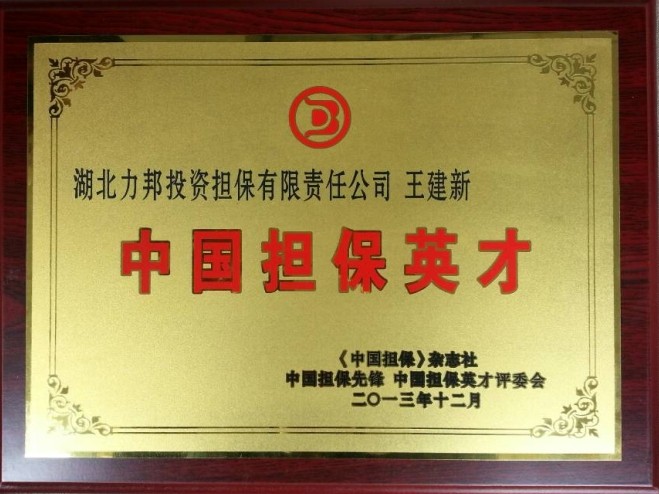 湖北力邦投资担保有限责任公司 王建新
中国担保英才
《中国担保》杂志社
中国担保先锋 中国担保英才评委会
二〇一三年十二月